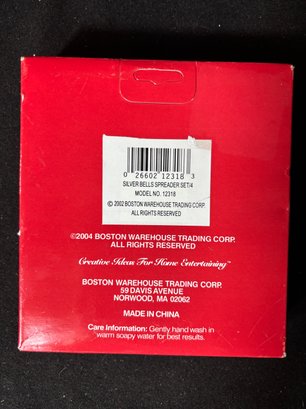 0 26602 12318 3
SILVER BELLS SPREADER SET/4
MODEL NO. 12318
© 2002 BOSTON WAREHOUSE TRADING CORP.
ALL RIGHTS RESERVED
©2004 BOSTON WAREHOUSE TRADING CORP.
ALL RIGHTS RESERVED
Creative Ideas For Home Entertaining™
BOSTON WAREHOUSE TRADING CORP.
59 DAVIS AVENUE
NORWOOD, MA 02062
MADE IN CHINA
Care Information: Gently hand wash in
warm soapy water for best results.